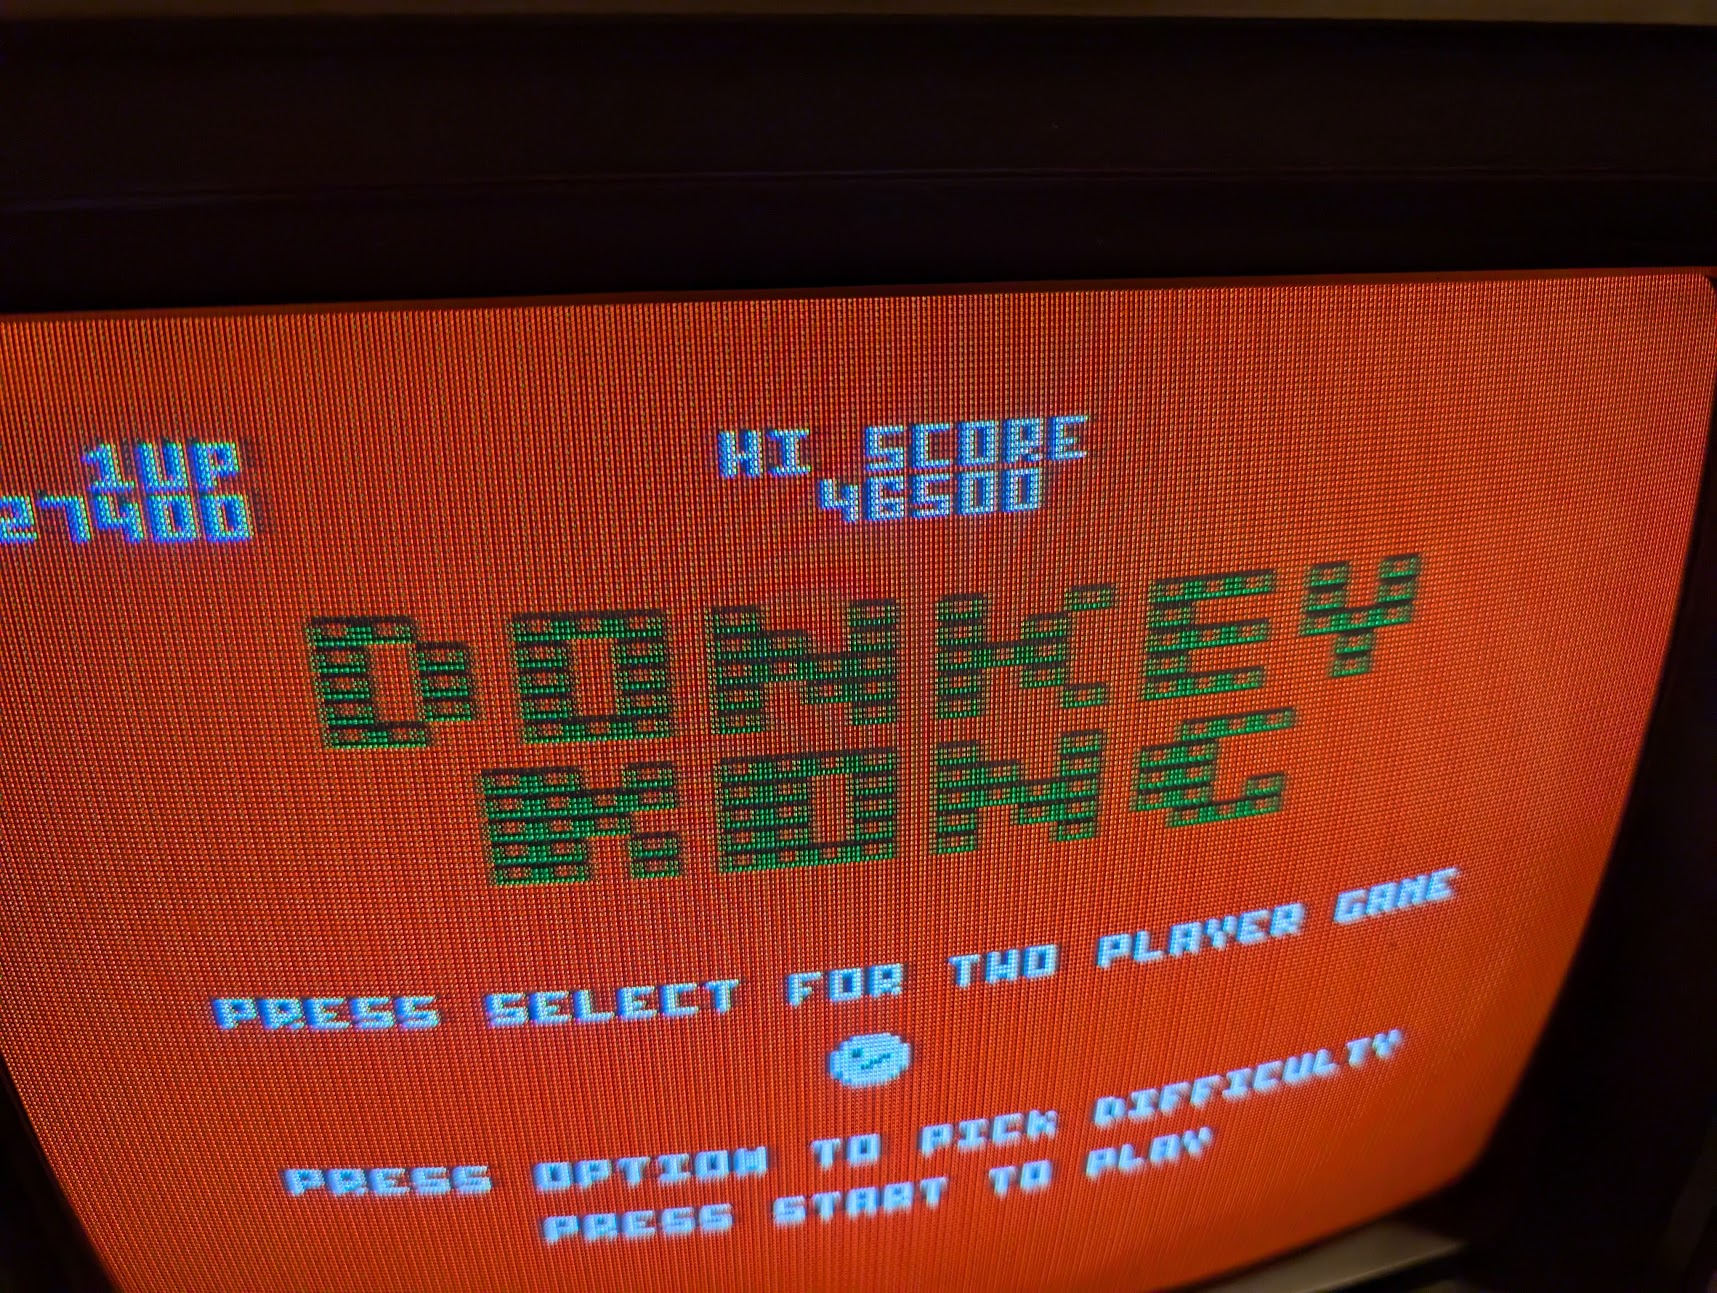 1UP
27400
HI SCORE
46500
DONKEY
KONG
PRESS SELECT FOR TWO PLAYER GAME
PRESS OPTION TO PICK DIFFICULTY
PRESS START TO PLAY